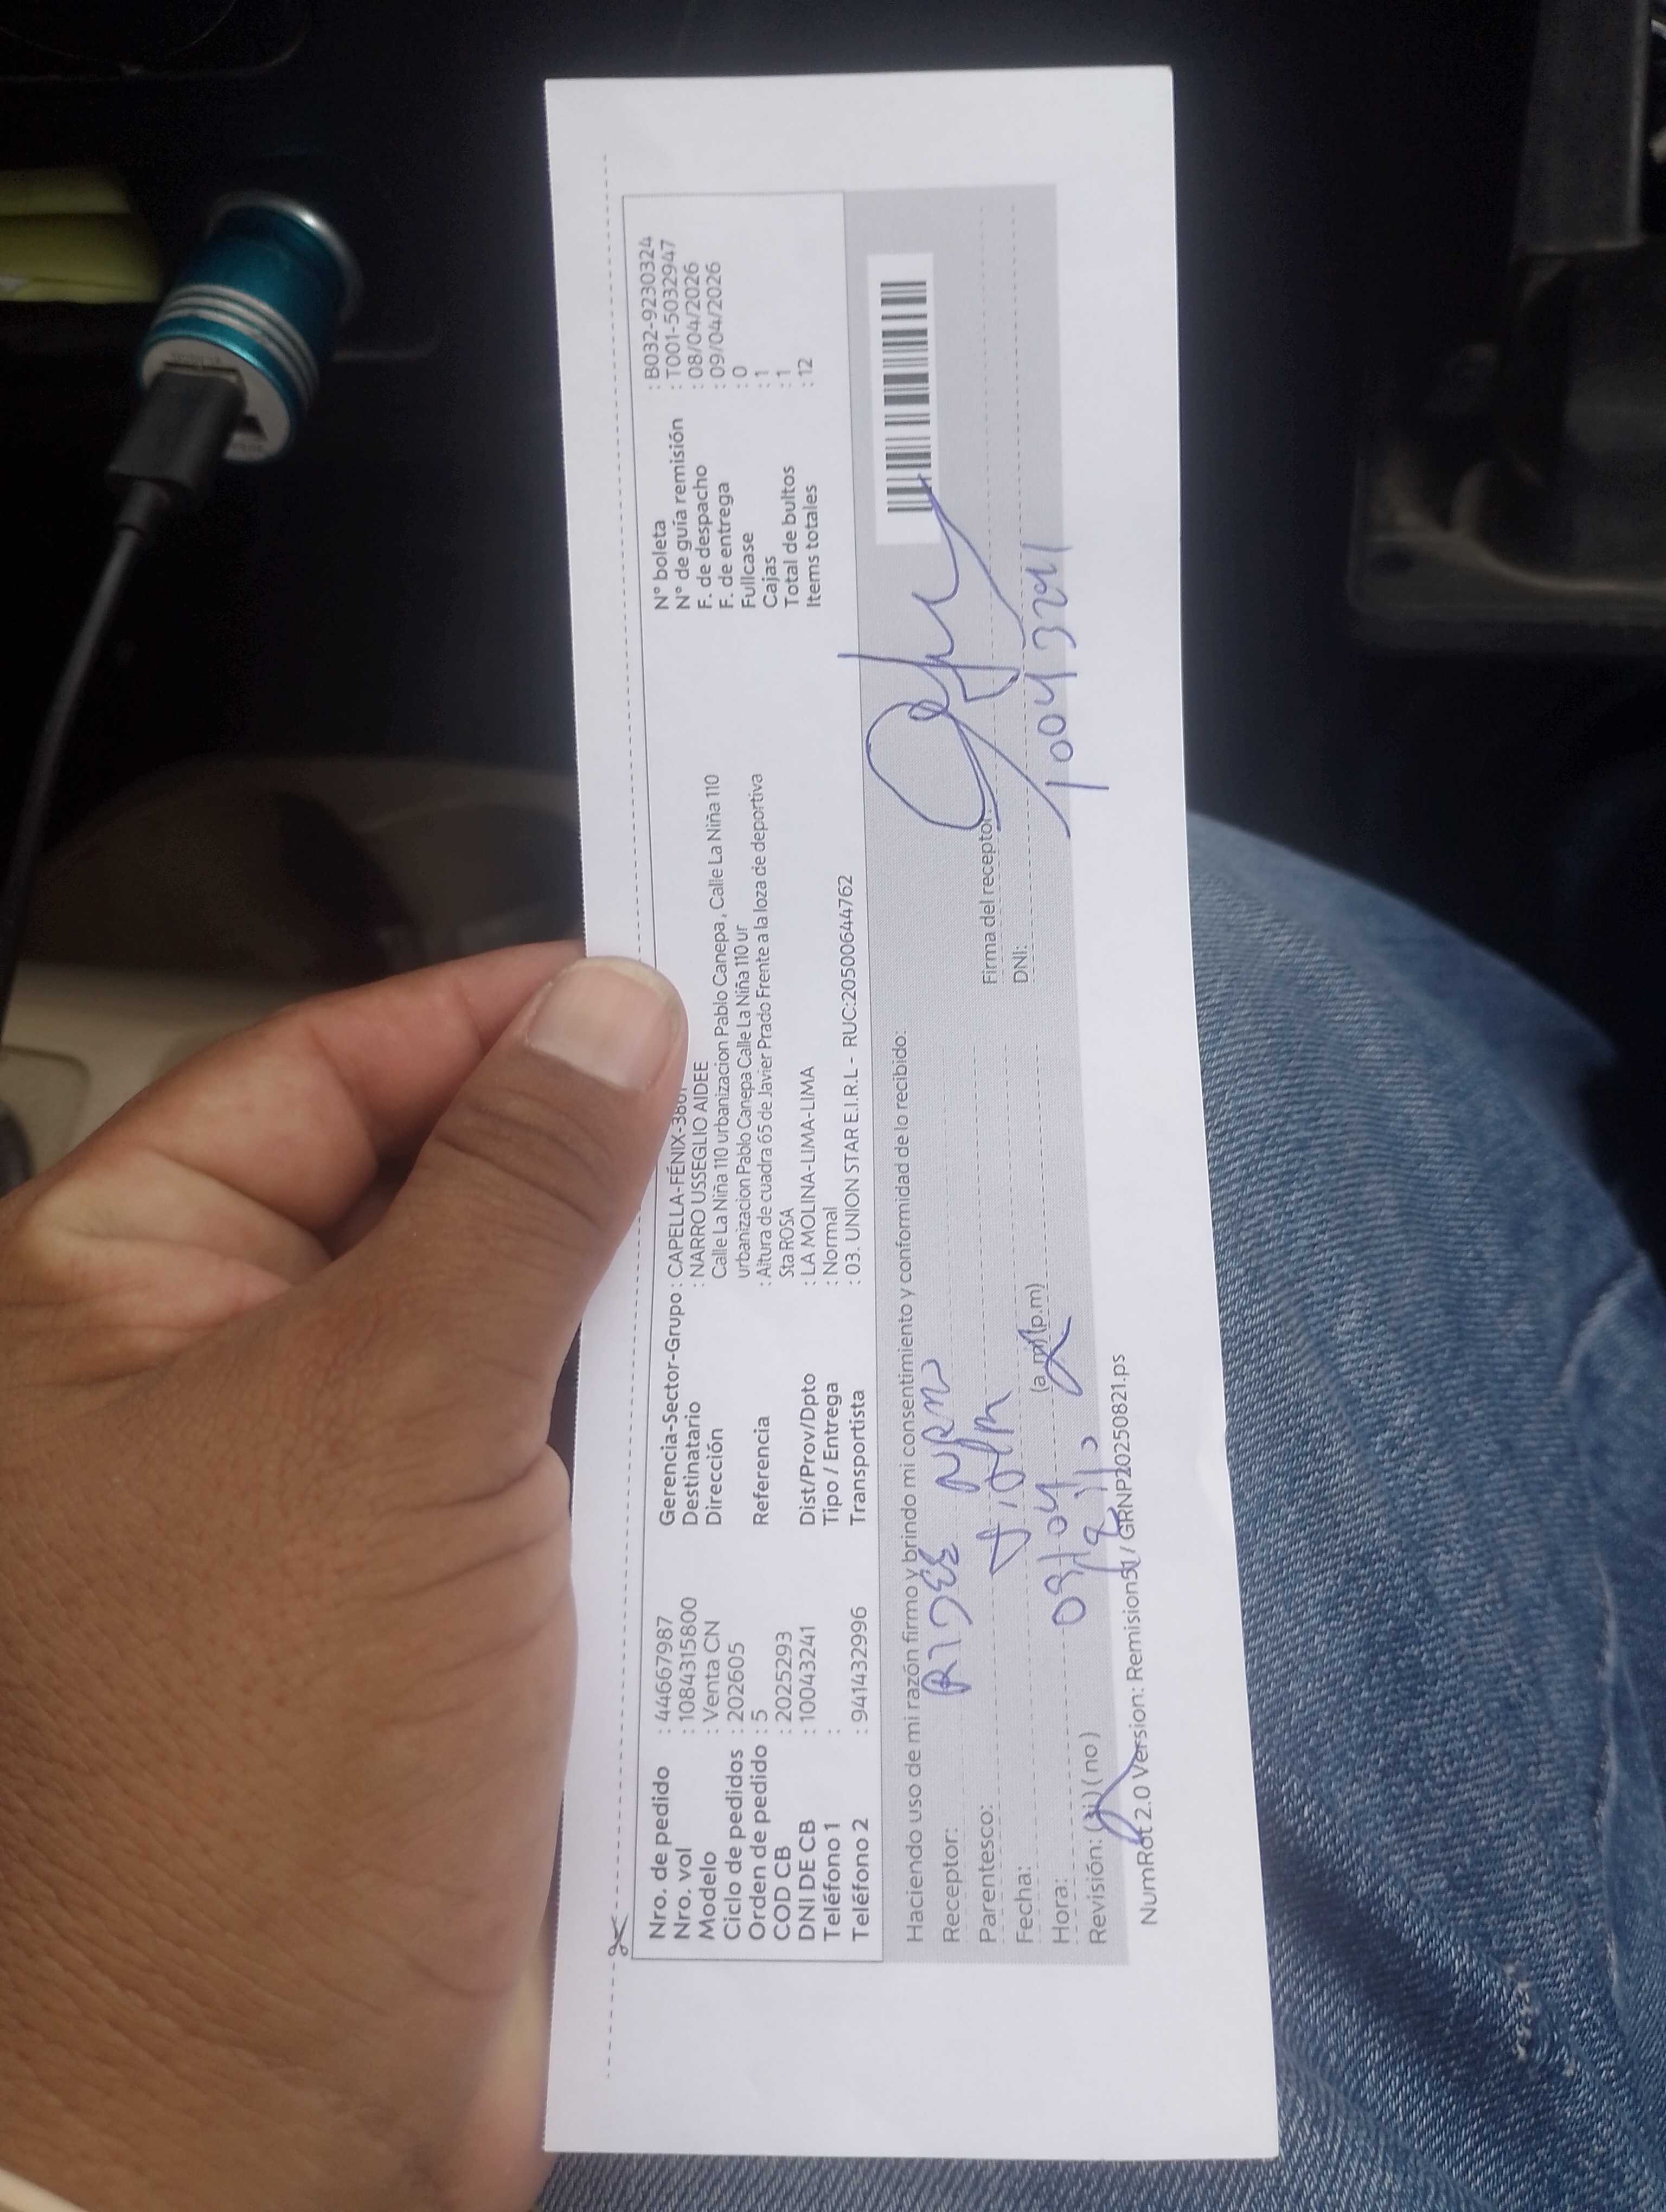 Nro. de pedido : 44667987
Nro. vol : 1084315800
Modelo : Venta CN
Ciclo de pedidos : 202605
Orden de pedido : 5
COD CB : 2025293
DNI DE CB : 10043241
Teléfono 1 :
Teléfono 2 : 941432996
Gerencia-Sector-Grupo : CAPELLA-FÉNIX-
Destinatario : NARRO USSEGLIO AIDEE
Dirección Calle La Niña 110 urbanizacion Pablo Canepa , Calle La Niña 110
urbanizacion Pablo Canepa Calle La Niña 110 ur
Referencia : Altura de cuadra 65 de Javier Prado Frente a la loza de deportiva
Sta ROSA
Dist/Prov/Dpto : LA MOLINA-LIMA-LIMA
Tipo / Entrega : Normal
Transportista : 03. UNION STAR E.I.R.L - RUC:20500644762
N° boleta : B032-9230324
N° de guía remisión : T001-5032947
F. de despacho : 08/04/2026
F. de entrega : 09/04/2026
Fullcase : 0
Cajas : 1
Total de bultos : 1
Items totales : 12
Haciendo uso de mi razón firmo y brindo mi consentimiento y conformidad de lo recibido:
Receptor:
Parentesco:
Fecha: 09/04
Hora: (a.m) (p.m)
Revisión: (si) (no)
Firma del receptor:
DNI: 10043241
NumRot 2.0 Version: Remision51 / GRNP20250821.ps